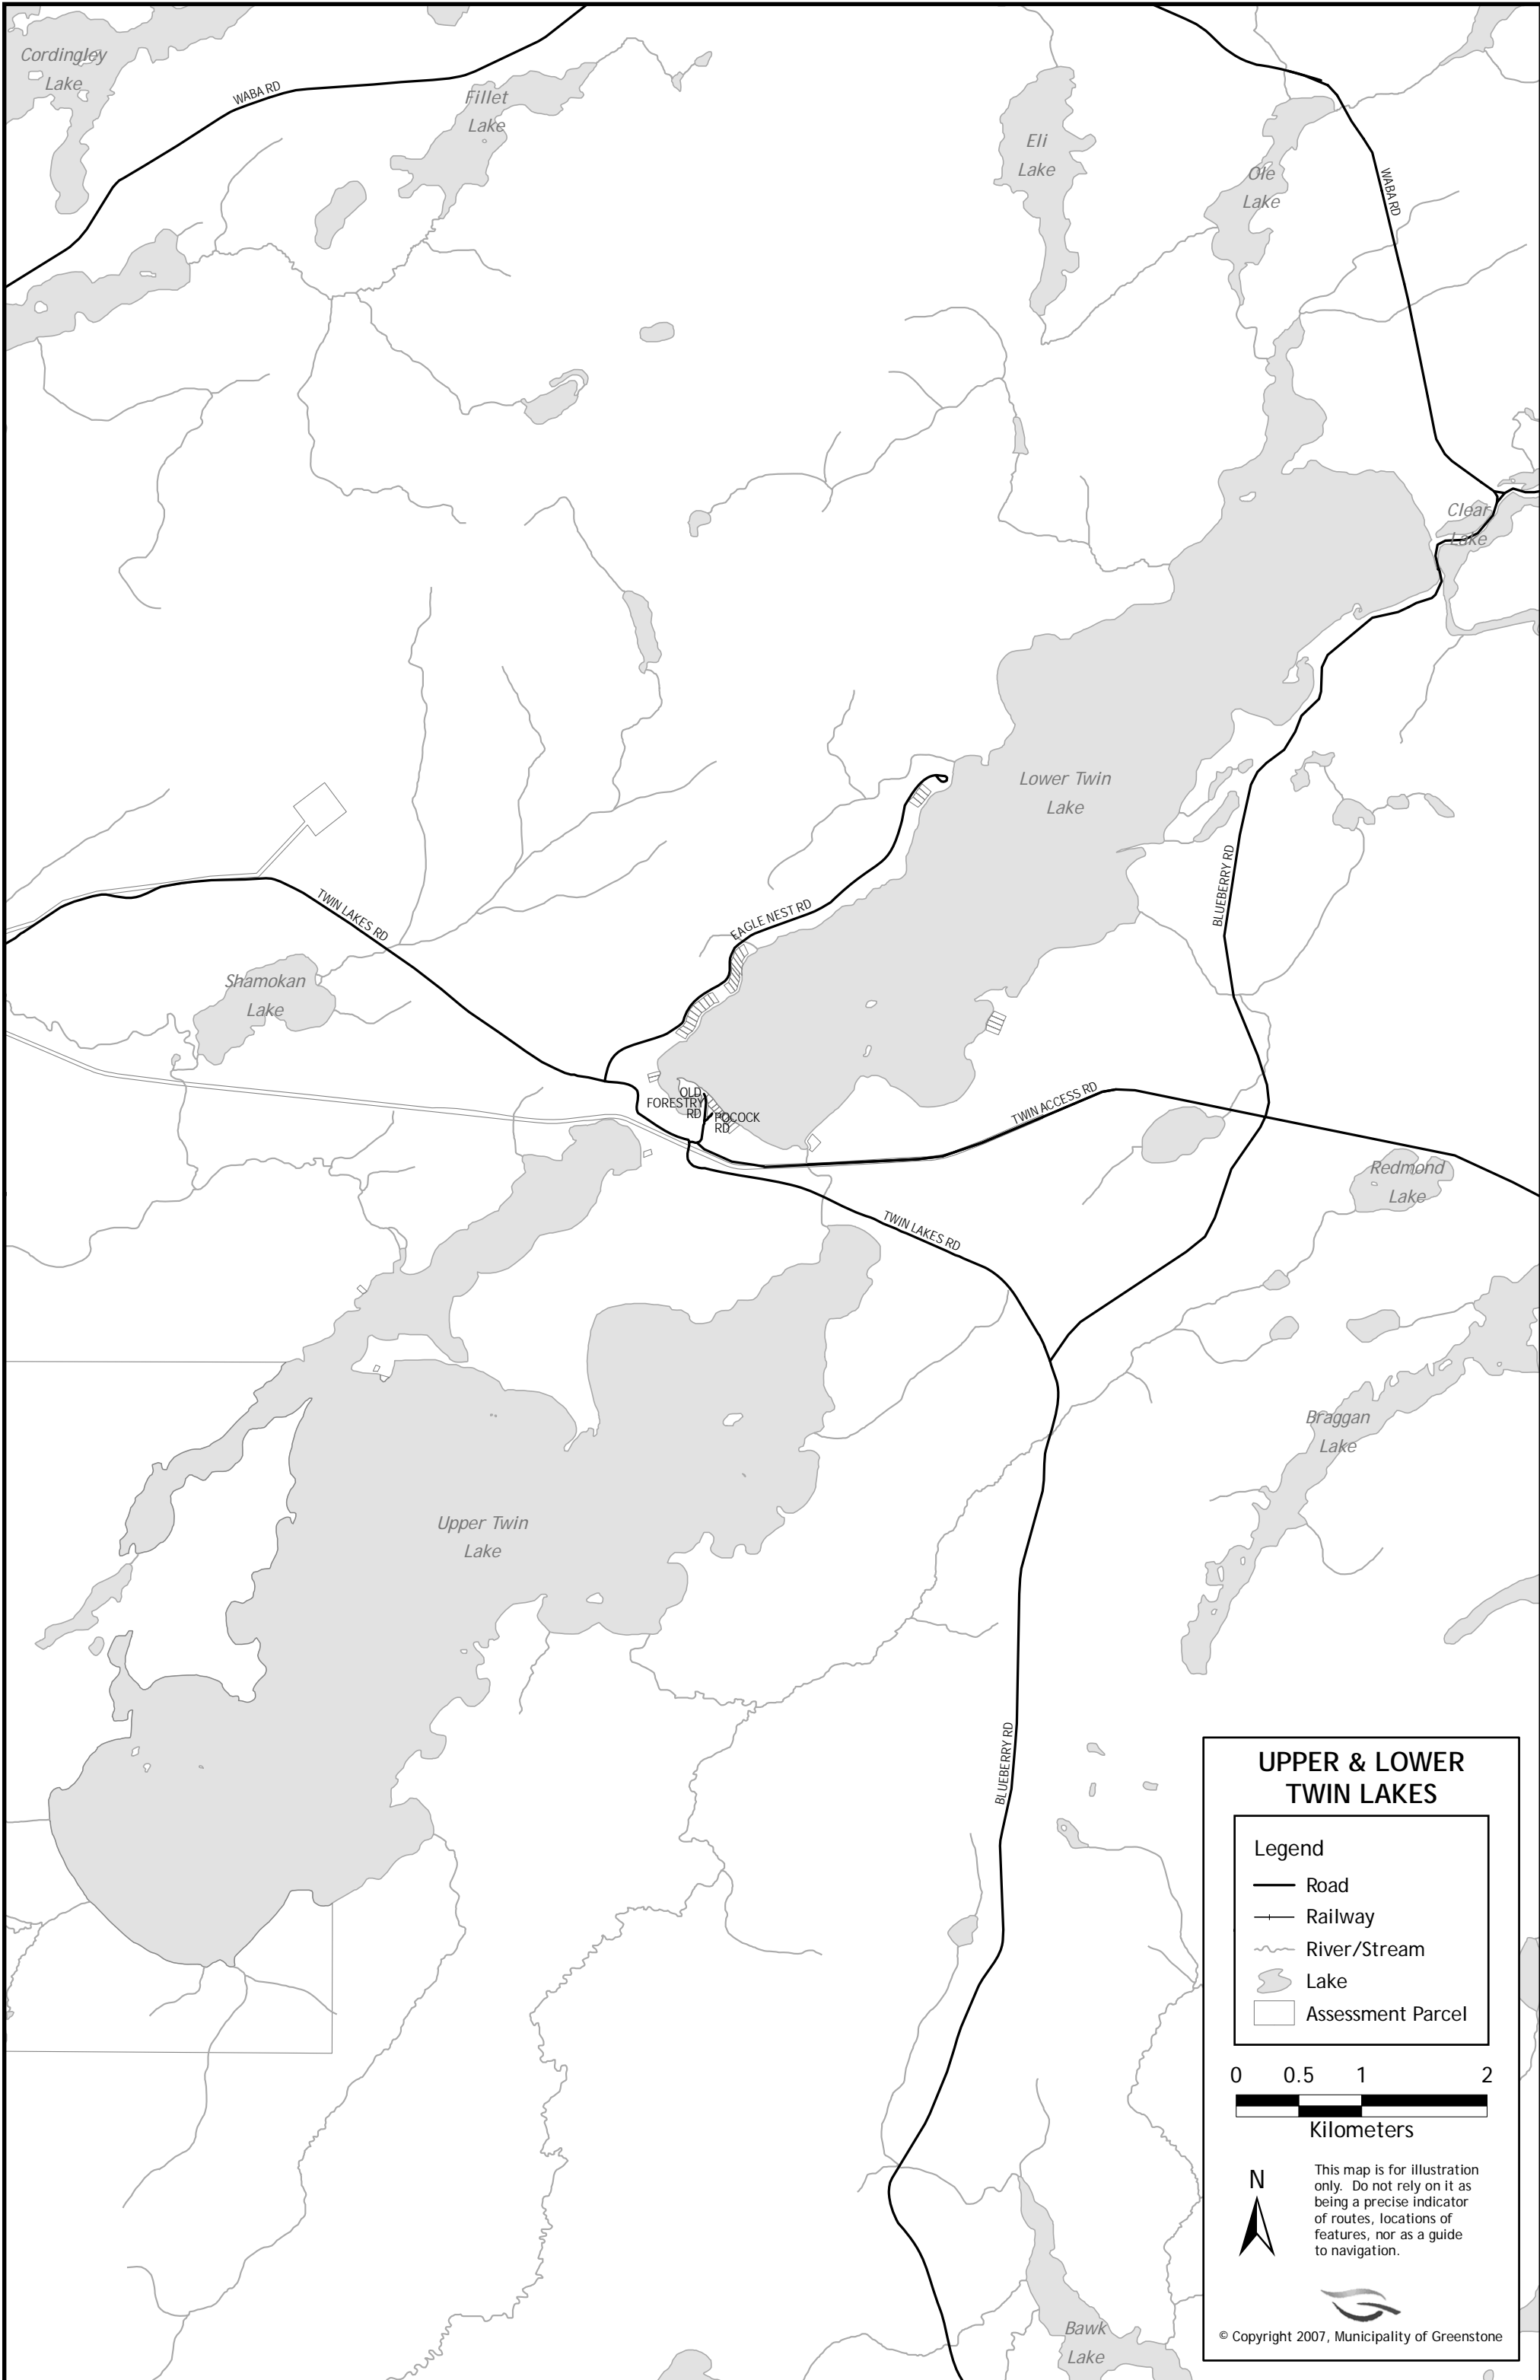 Cordingley
Lake
WABA RD
Fillet
Lake
Eli
Lake
Ole
Lake
WABA RD
Clear
Lake
Lower Twin
Lake
BLUEBERRY RD
EAGLE NEST RD
TWIN LAKES RD
Shamokan
Lake
OLD
FORESTRY
RD
POCOCK
RD
TWIN ACCESS RD
Redmond
Lake
TWIN LAKES RD
Braggan
Lake
Upper Twin
Lake
BLUEBERRY RD
Bawk
Lake
UPPER & LOWER
TWIN LAKES
Legend
Road
Railway
River/Stream
Lake
Assessment Parcel
0 0.5 1 2
Kilometers
N
This map is for illustration
only. Do not rely on it as
being a precise indicator
of routes, locations of
features, nor as a guide
to navigation.
© Copyright 2007, Municipality of Greenstone